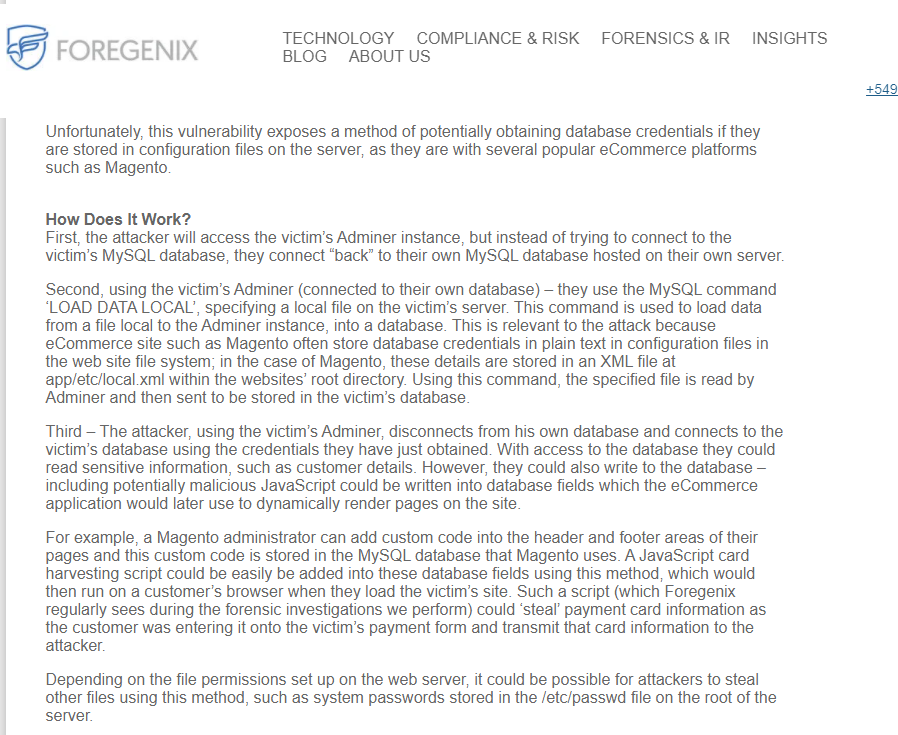 FOREGENIX
TECHNOLOGY COMPLIANCE & RISK FORENSICS & IR INSIGHTS
BLOG ABOUT US
+549
Unfortunately, this vulnerability exposes a method of potentially obtaining database credentials if they
are stored in configuration files on the server, as they are with several popular eCommerce platforms
such as Magento.
How Does It Work?
First, the attacker will access the victim's Adminer instance, but instead of trying to connect to the
victim's MySQL database, they connect “back” to their own MySQL database hosted on their own server.
Second, using the victim's Adminer (connected to their own database) – they use the MySQL command
‘LOAD DATA LOCAL’, specifying a local file on the victim's server. This command is used to load data
from a file local to the Adminer instance, into a database. This is relevant to the attack because
eCommerce site such as Magento often store database credentials in plain text in configuration files in
the web site file system; in the case of Magento, these details are stored in an XML file at
app/etc/local.xml within the websites’ root directory. Using this command, the specified file is read by
Adminer and then sent to be stored in the victim's database.
Third – The attacker, using the victim's Adminer, disconnects from his own database and connects to the
victim's database using the credentials they have just obtained. With access to the database they could
read sensitive information, such as customer details. However, they could also write to the database –
including potentially malicious JavaScript could be written into database fields which the eCommerce
application would later use to dynamically render pages on the site.
For example, a Magento administrator can add custom code into the header and footer areas of their
pages and this custom code is stored in the MySQL database that Magento uses. A JavaScript card
harvesting script could be easily be added into these database fields using this method, which would
then run on a customer's browser when they load the victim's site. Such a script (which Foregenix
regularly sees during the forensic investigations we perform) could ‘steal’ payment card information as
the customer was entering it onto the victim's payment form and transmit that card information to the
attacker.
Depending on the file permissions set up on the web server, it could be possible for attackers to steal
other files using this method, such as system passwords stored in the /etc/passwd file on the root of the
server.